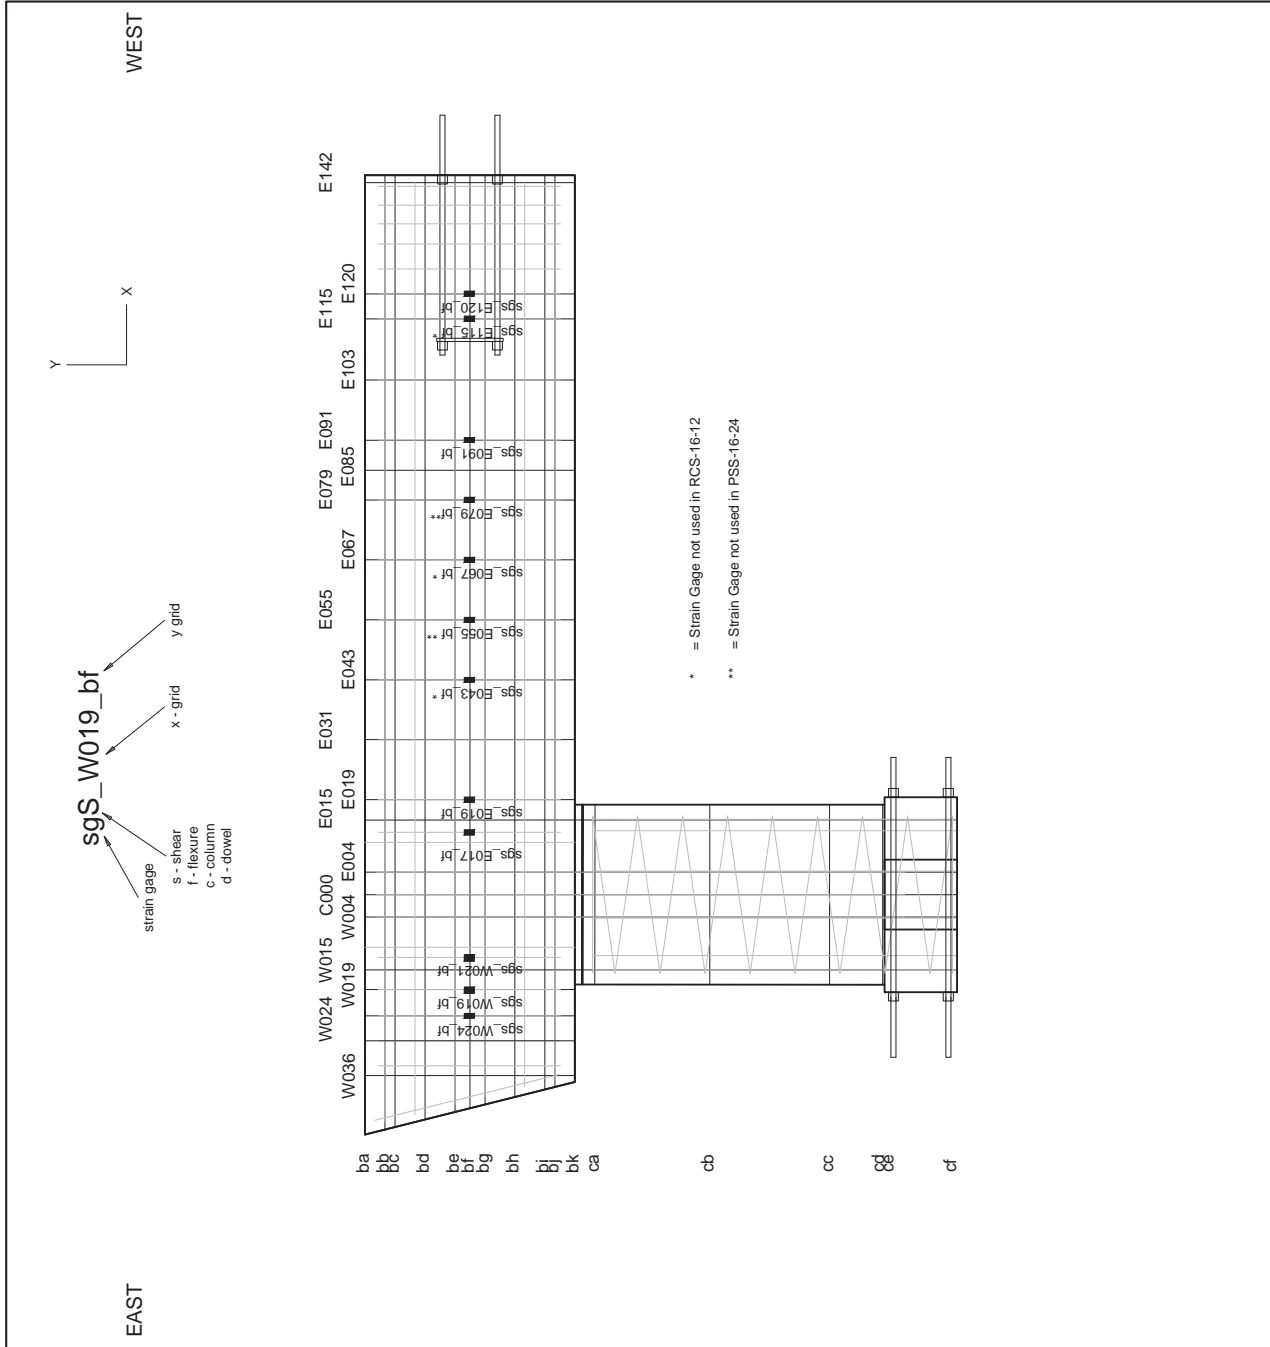 EAST
WEST
sgS_W019_bf
strain gage
s - shear
f - flexure
c - column
d - dowel
x - grid
y grid
Y
X
W036
W024
W019
W015
W004
C000
E004
E015
E019
E031
E043
E055
E067
E079
E085
E091
E103
E115
E120
E142
sgs_W024_bf
sgs_W019_bf
sgs_W021_bf
sgs_E017_bf
sgs_E019_bf
sgs_E043_bf*
sgs_E055_bf**
sgs_E067_bf*
sgs_E079_bf**
sgs_E091_bf
sgs_E115_bf*
sgs_E120_bf
ba
bb
bc
bd
be
bf
bg
bh
bi
bj
bk
ca
cb
cc
cd
ce
cf
* = Strain Gage not used in RCS-16-12
** = Strain Gage not used in PSS-16-24